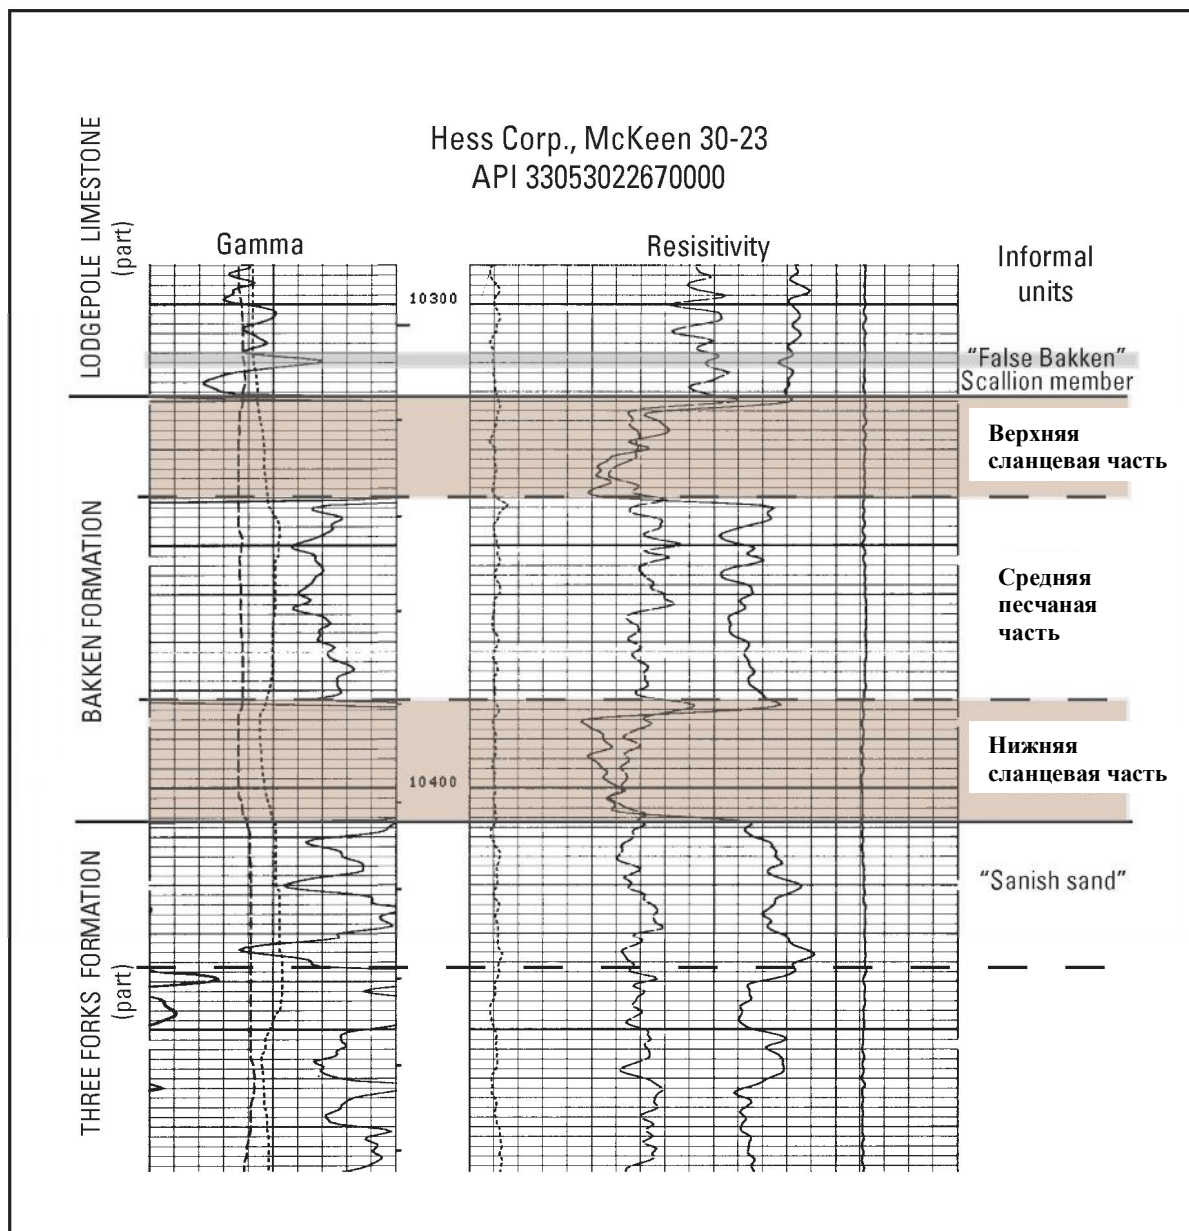 Hess Corp., McKeen 30-23
API 33053022670000
LODGEPOLE LIMESTONE
(part)
Gamma
Resisitivity
Informal
units
10300
“False Bakken”
Scallion member
BAKKEN FORMATION
Верхняя
сланцевая часть
Средняя
песчаная
часть
Нижняя
сланцевая часть
10400
THREE FORKS FORMATION
(part)
“Sanish sand”